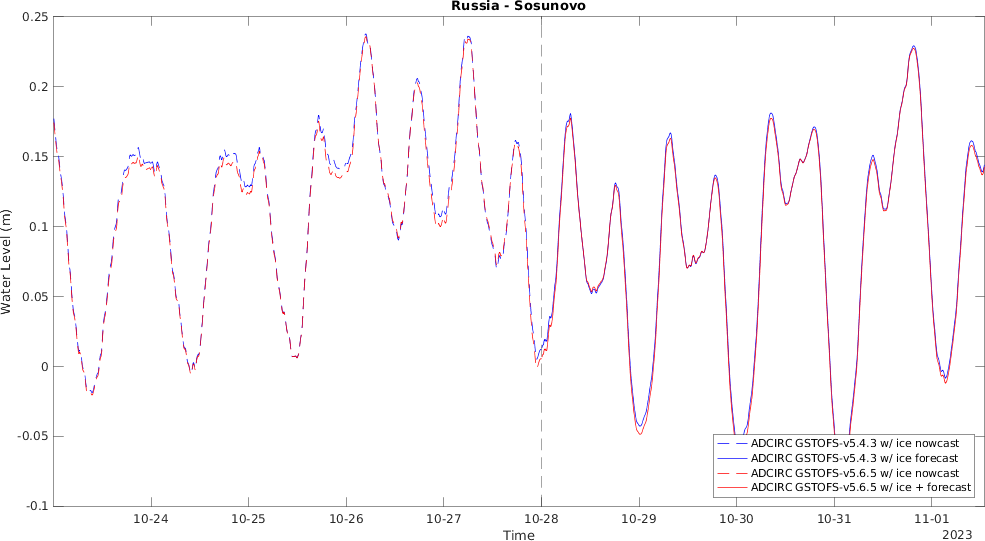 Russia - Sosunovo
0.25
0.2
0.15
0.1
0.05
0
-0.05
-0.1
Water Level (m)
ADCIRC GSTOFS-v5.4.3 w/ ice nowcast
ADCIRC GSTOFS-v5.4.3 w/ ice forecast
ADCIRC GSTOFS-v5.6.5 w/ ice nowcast
ADCIRC GSTOFS-v5.6.5 w/ ice + forecast
10-24 10-25 10-26 10-27 10-28 10-29 10-30 10-31 11-01
Time
2023